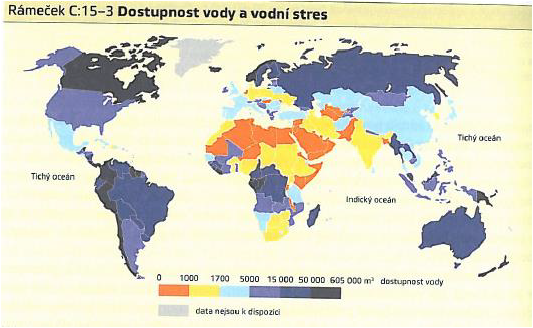 Rámeček C:15–3 Dostupnost vody a vodní stres
Tichý oceán
Tichý oceán
Indický oceán
0 1000 1700 5000 15 000 50 000 605 000 m³ dostupnost vody
data nejsou k dispozici